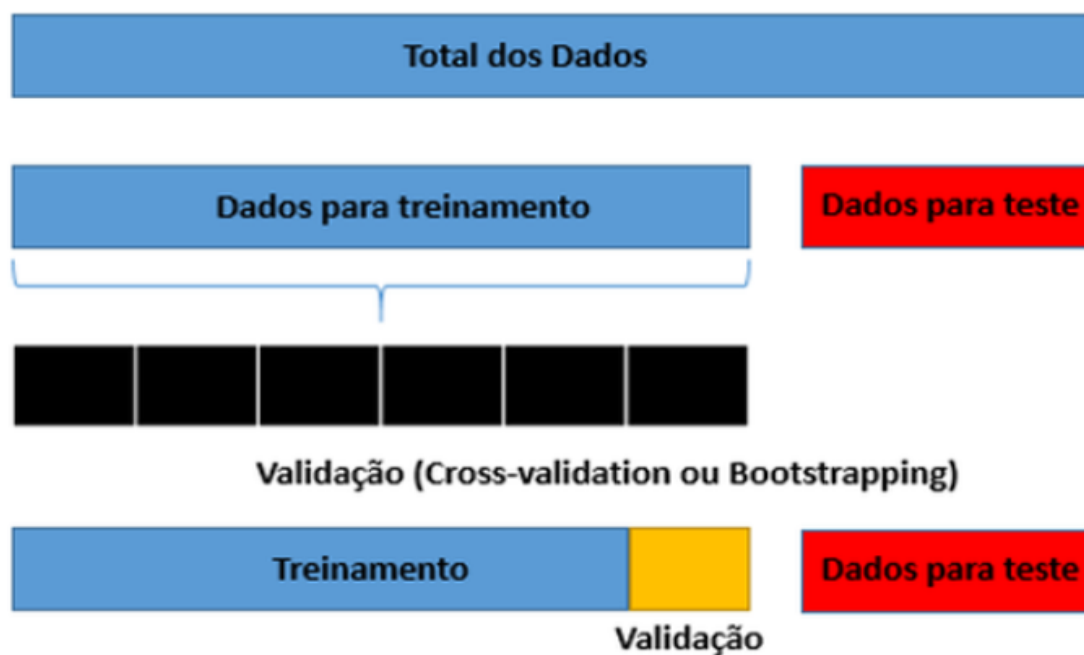 Total dos Dados
Dados para treinamento
Dados para teste
Validação (Cross-validation ou Bootstrapping)
Treinamento
Dados para teste
Validação